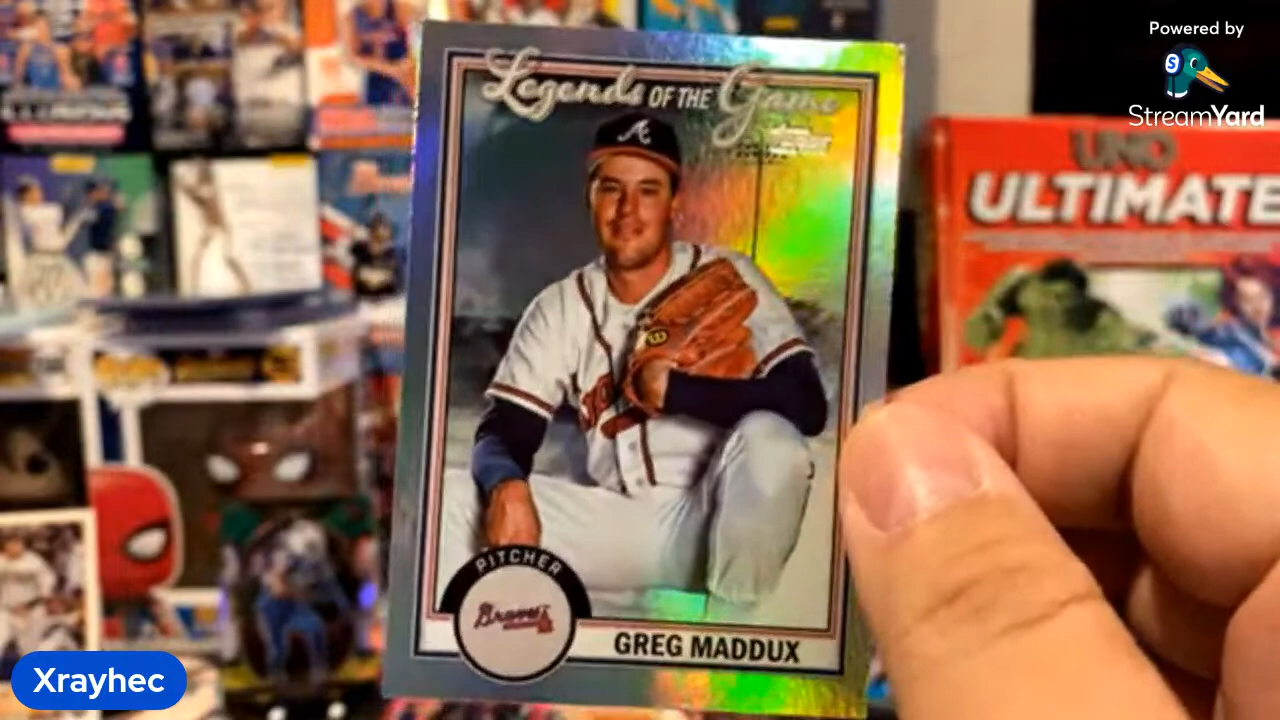 Powered by
S
StreamYard
Legends OF THE Game
A
UNO
ULTIMATE
PITCHER
Braves
GREG MADDUX
Xrayhec